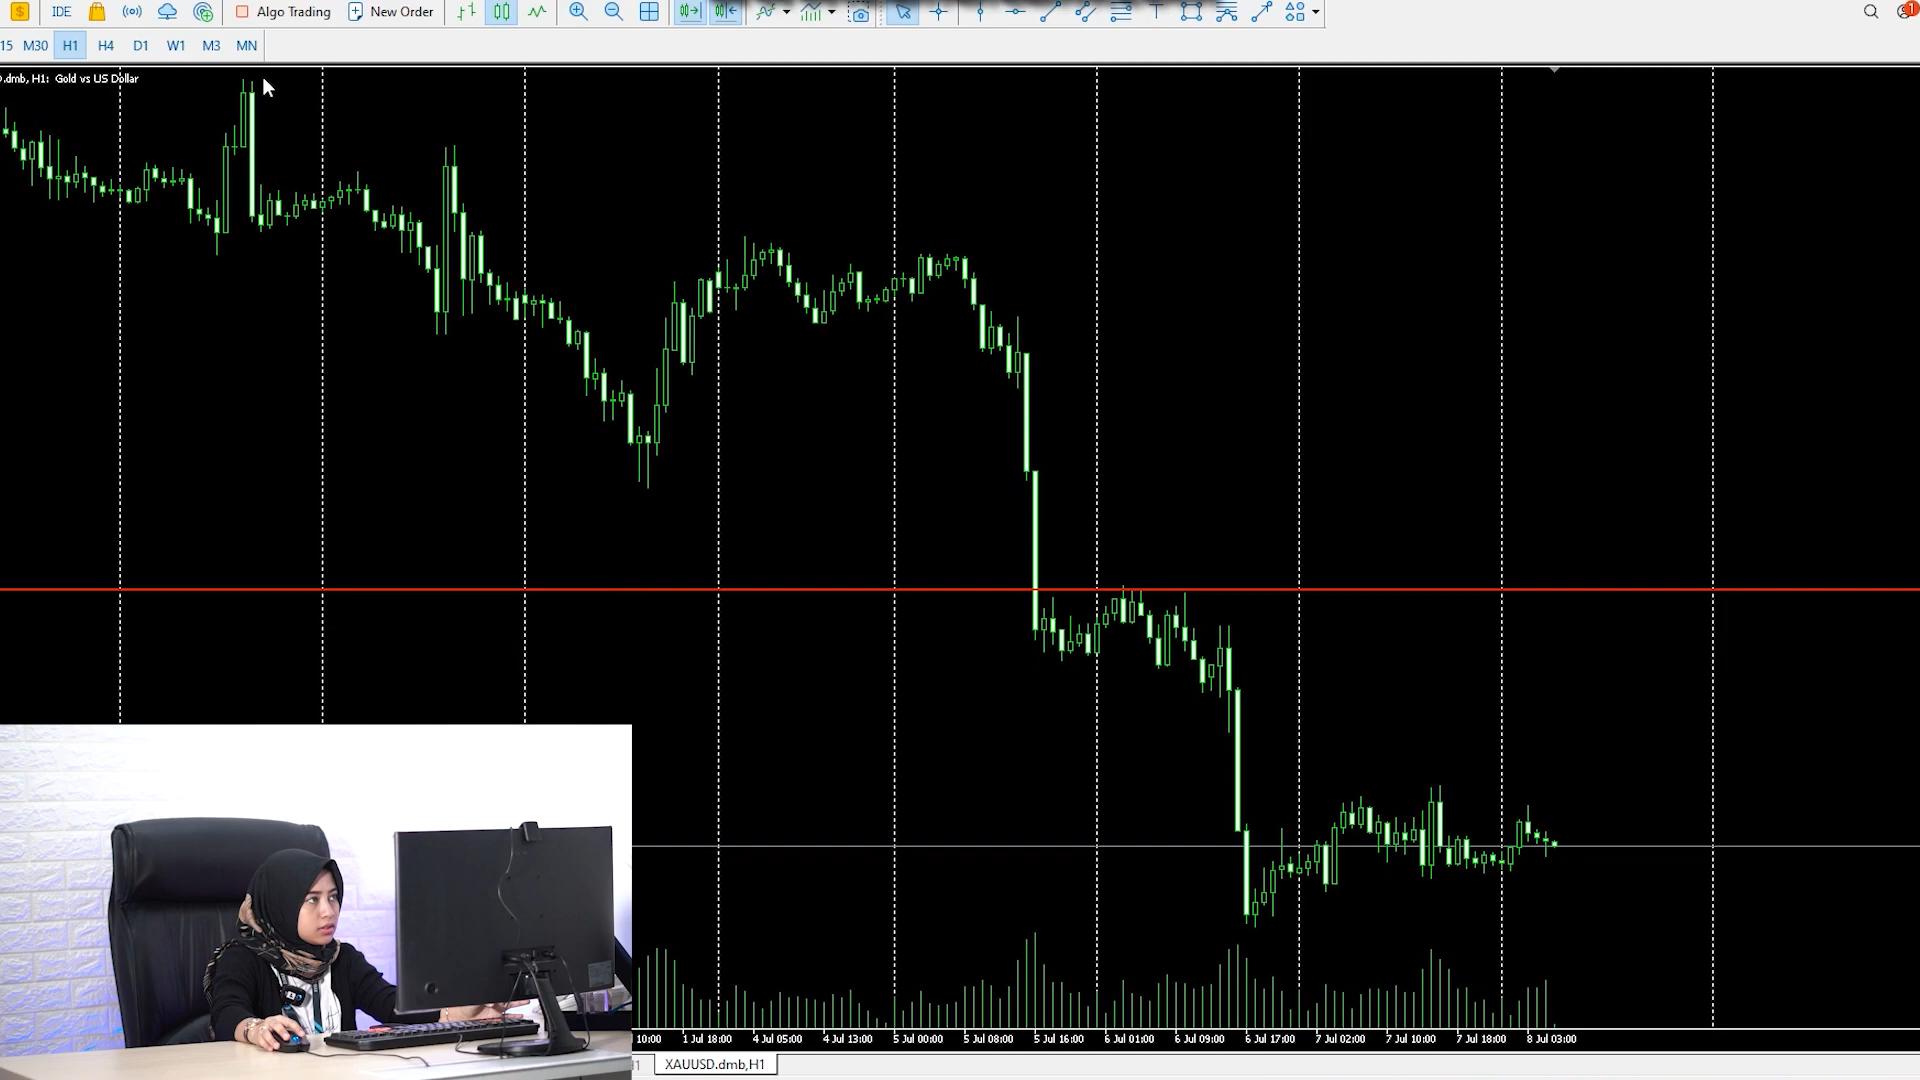 IDE
Algo Trading
New Order
15 M30 H1 H4 D1 W1 M3 MN
.dmb, H1: Gold vs US Dollar
10:00 1 Jul 18:00 4 Jul 05:00 4 Jul 13:00 5 Jul 00:00 5 Jul 08:00 5 Jul 16:00 6 Jul 01:00 6 Jul 09:00 6 Jul 17:00 7 Jul 02:00 7 Jul 10:00 7 Jul 18:00 8 Jul 03:00
XAUUSD.dmb,H1